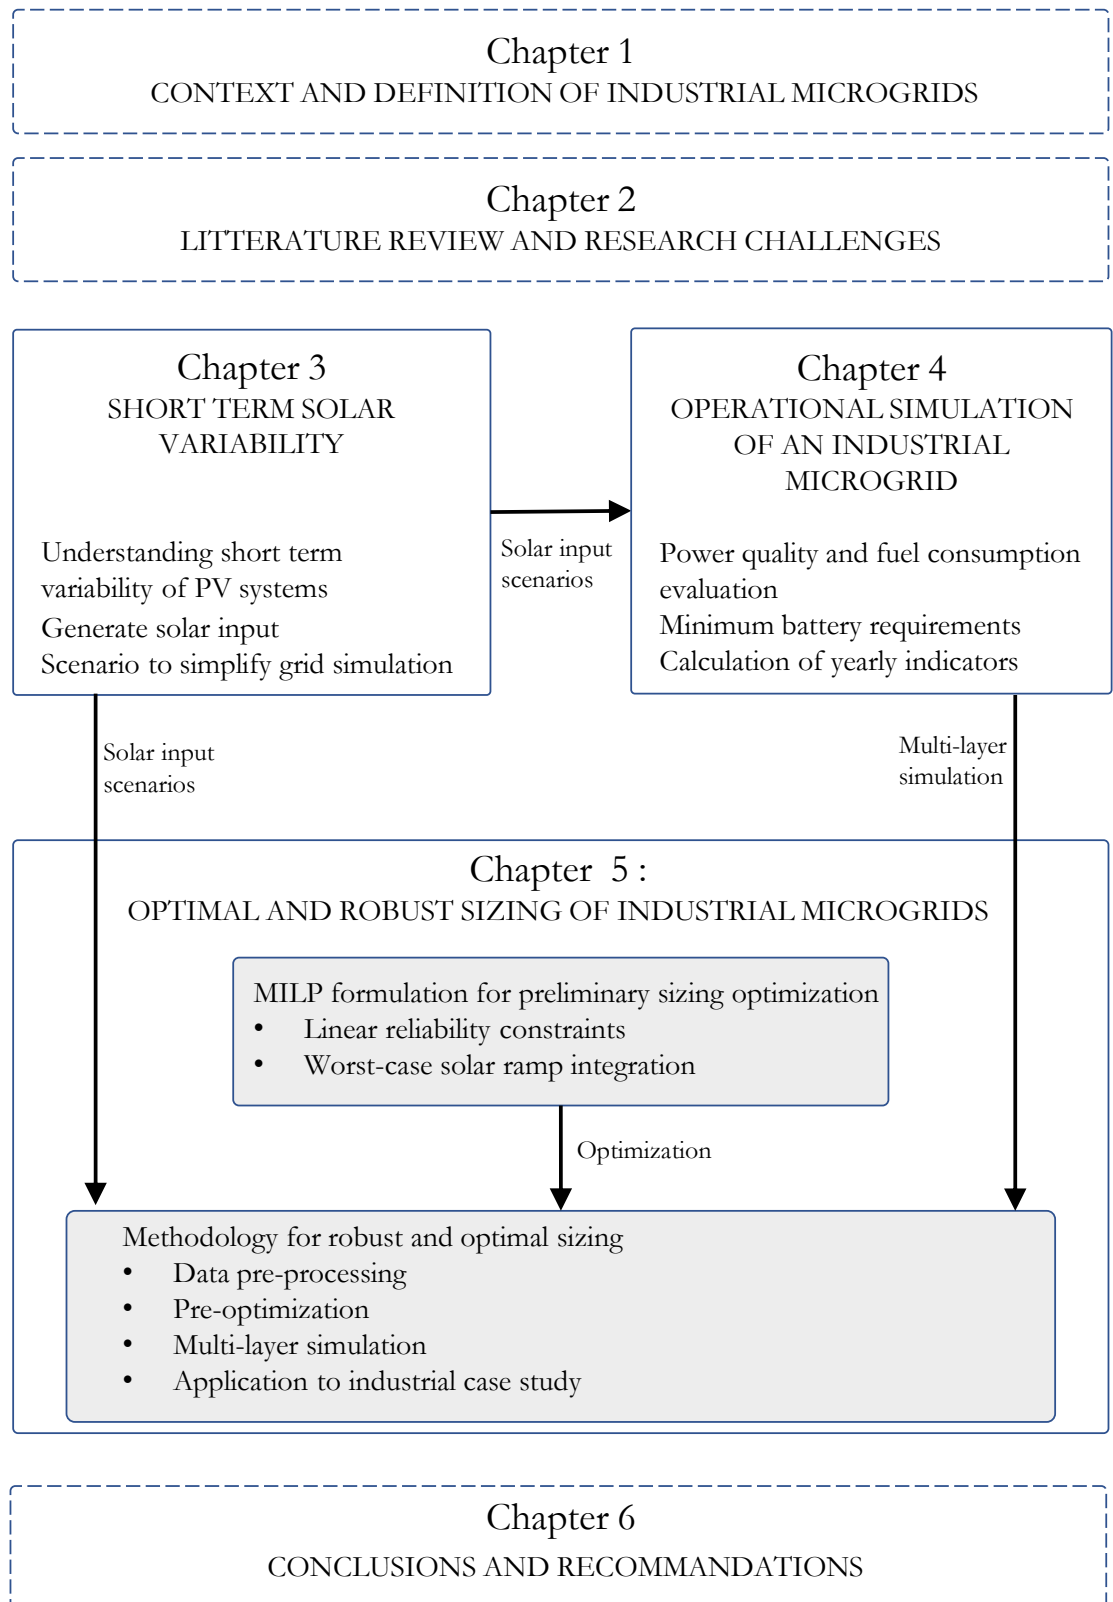 Chapter 1
CONTEXT AND DEFINITION OF INDUSTRIAL MICROGRIDS
Chapter 2
LITTERATURE REVIEW AND RESEARCH CHALLENGES
Chapter 3
SHORT TERM SOLAR
VARIABILITY
Understanding short term
variability of PV systems
Generate solar input
Scenario to simplify grid simulation
Solar input
scenarios
Chapter 4
OPERATIONAL SIMULATION
OF AN INDUSTRIAL
MICROGRID
Power quality and fuel consumption
evaluation
Minimum battery requirements
Calculation of yearly indicators
Solar input
scenarios
Multi-layer
simulation
Chapter 5 :
OPTIMAL AND ROBUST SIZING OF INDUSTRIAL MICROGRIDS
MILP formulation for preliminary sizing optimization
• Linear reliability constraints
• Worst-case solar ramp integration
Optimization
Methodology for robust and optimal sizing
• Data pre-processing
• Pre-optimization
• Multi-layer simulation
• Application to industrial case study
Chapter 6
CONCLUSIONS AND RECOMMANDATIONS